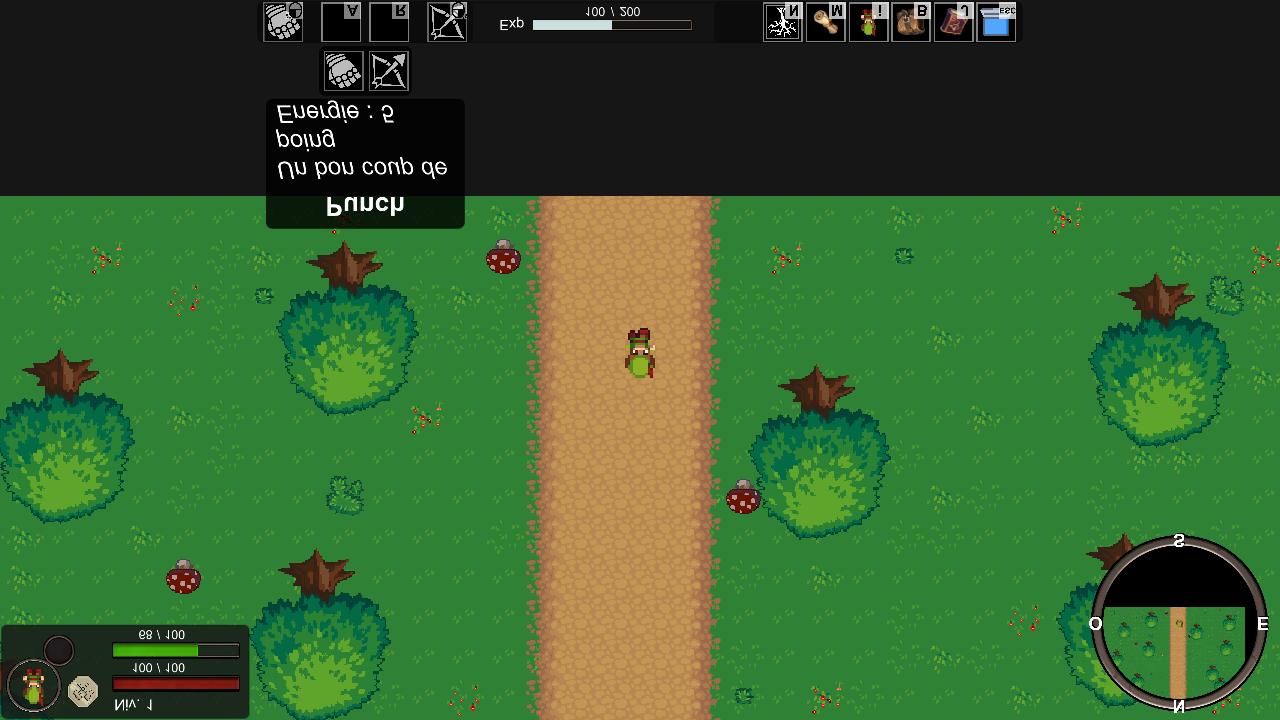 Niv. 1
100 / 100
68 / 100
N
O
E
S
Punch
Un bon coup de
poing
Energie : 5
A
R
Exp
100 / 200
N
M
I
B
J
ESC